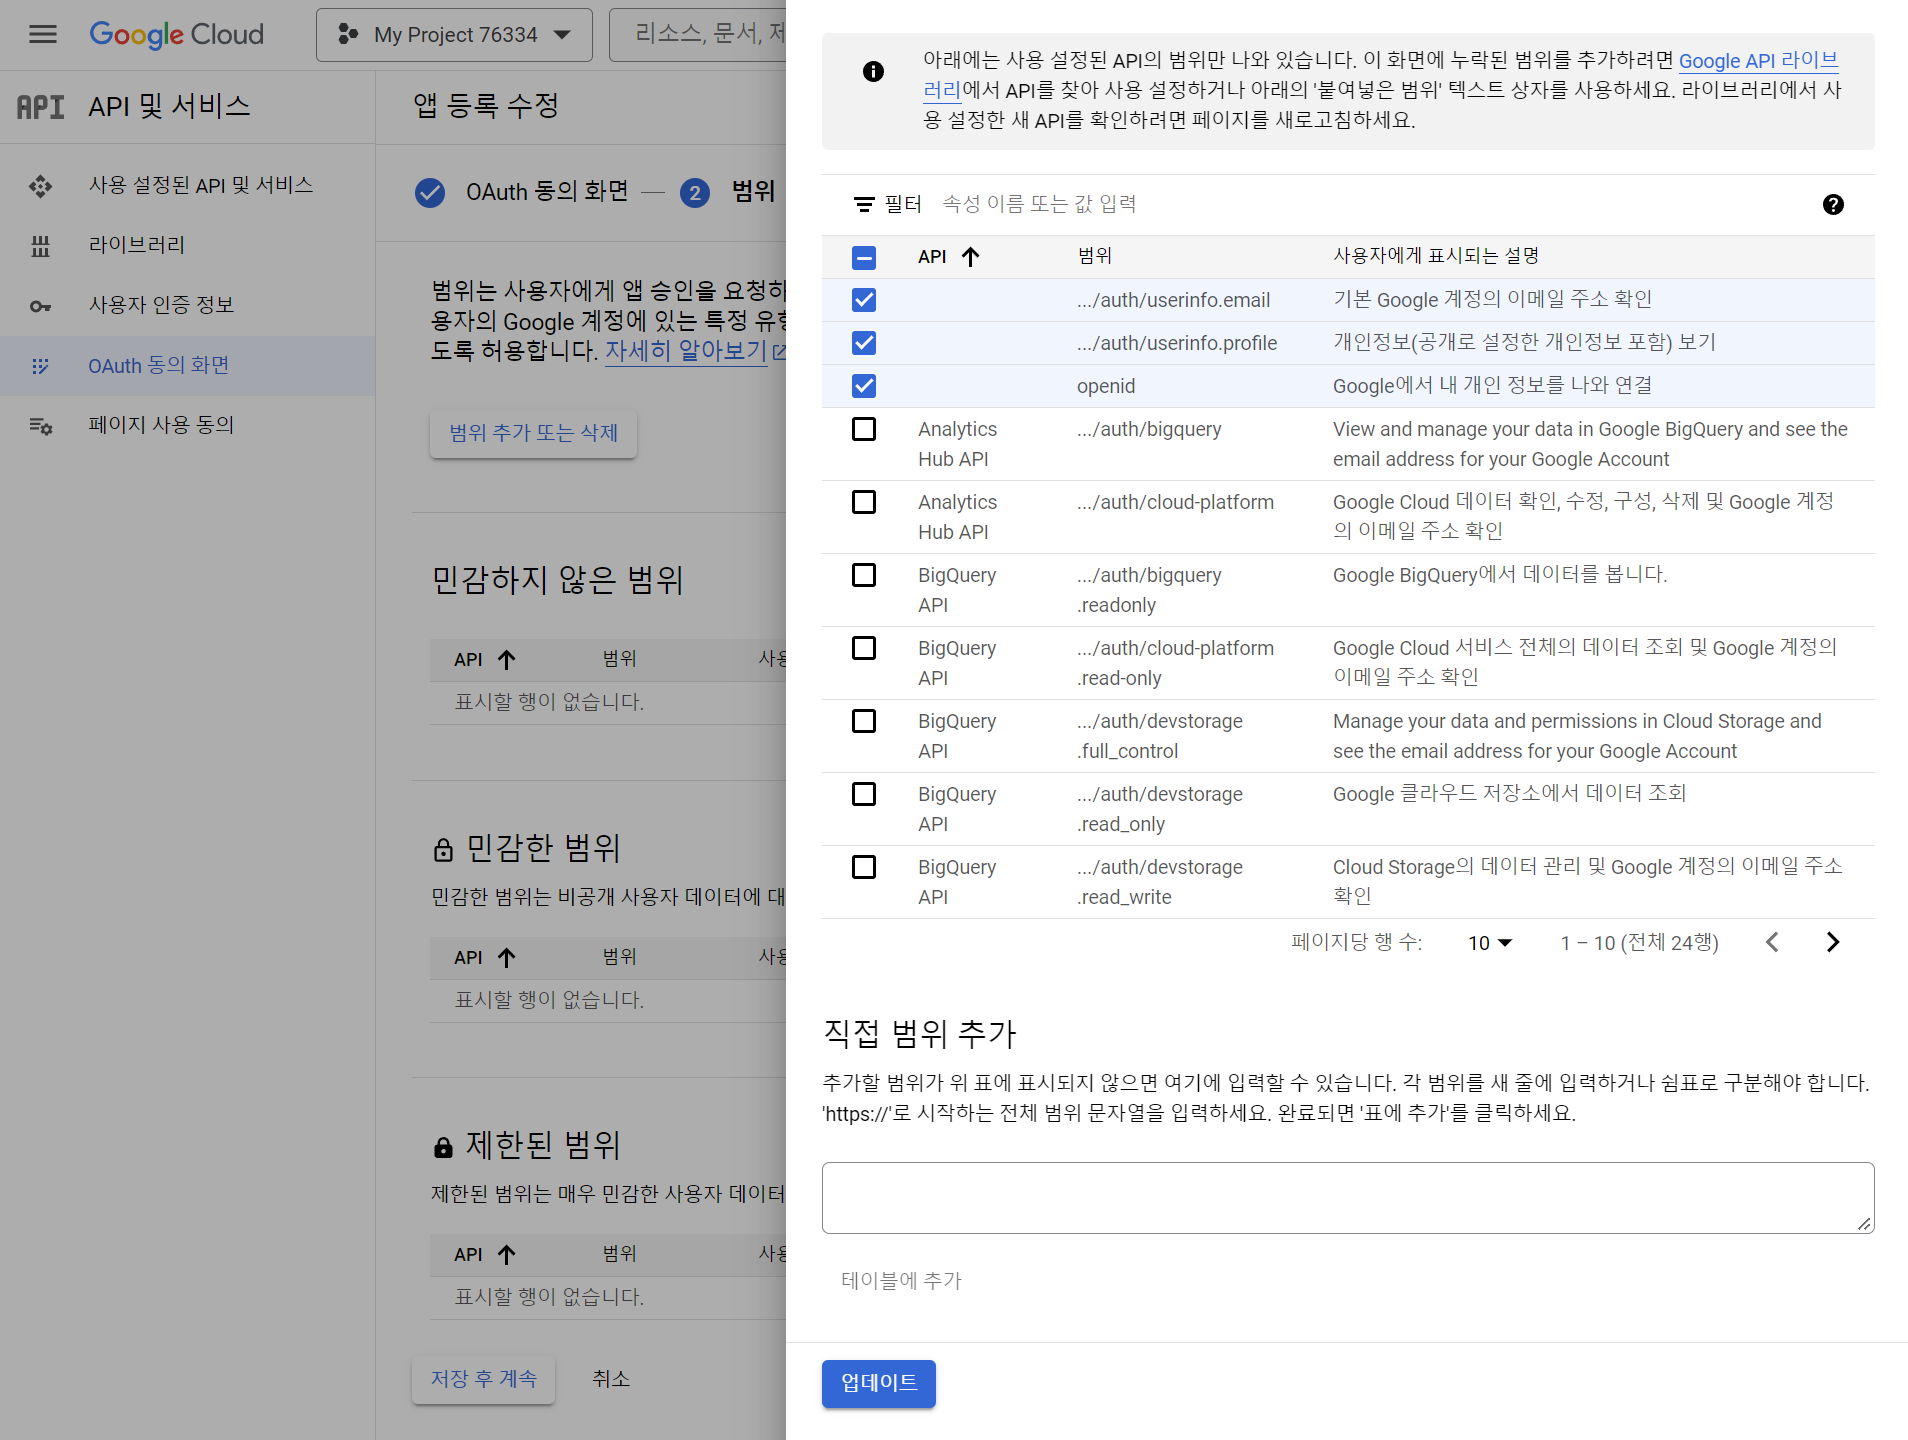 Google Cloud
My Project 76334
리소스, 문서, 제
API API 및 서비스
사용 설정된 API 및 서비스
라이브러리
사용자 인증 정보
OAuth 동의 화면
페이지 사용 동의
앱 등록 수정
OAuth 동의 화면 — 2 범위
범위는 사용자에게 앱 승인을 요청하
용자의 Google 계정에 있는 특정 유형
도록 허용합니다. 자세히 알아보기
범위 추가 또는 삭제
민감하지 않은 범위
API 범위 사용
표시할 행이 없습니다.
민감한 범위
민감한 범위는 비공개 사용자 데이터에 대
API 범위 사용
표시할 행이 없습니다.
제한된 범위
제한된 범위는 매우 민감한 사용자 데이터
API 범위 사용
표시할 행이 없습니다.
저장 후 계속 취소
아래에는 사용 설정된 API의 범위만 나와 있습니다. 이 화면에 누락된 범위를 추가하려면 Google API 라이브
러리에서 API를 찾아 사용 설정하거나 아래의 '붙여넣은 범위' 텍스트 상자를 사용하세요. 라이브러리에서 사
용 설정한 새 API를 확인하려면 페이지를 새로고침하세요.
필터 속성 이름 또는 값 입력
API 범위 사용자에게 표시되는 설명
.../auth/userinfo.email 기본 Google 계정의 이메일 주소 확인
.../auth/userinfo.profile 개인정보(공개로 설정한 개인정보 포함) 보기
openid Google에서 내 개인 정보를 나와 연결
Analytics .../auth/bigquery View and manage your data in Google BigQuery and see the
Hub API email address for your Google Account
Analytics .../auth/cloud-platform Google Cloud 데이터 확인, 수정, 구성, 삭제 및 Google 계정
Hub API 의 이메일 주소 확인
BigQuery .../auth/bigquery Google BigQuery에서 데이터를 봅니다.
API .readonly
BigQuery .../auth/cloud-platform Google Cloud 서비스 전체의 데이터 조회 및 Google 계정의
API .read-only 이메일 주소 확인
BigQuery .../auth/devstorage Manage your data and permissions in Cloud Storage and
API .full_control see the email address for your Google Account
BigQuery .../auth/devstorage Google 클라우드 저장소에서 데이터 조회
API .read_only
BigQuery .../auth/devstorage Cloud Storage의 데이터 관리 및 Google 계정의 이메일 주소
API .read_write 확인
페이지당 행 수: 10 1 – 10 (전체 24행)
직접 범위 추가
추가할 범위가 위 표에 표시되지 않으면 여기에 입력할 수 있습니다. 각 범위를 새 줄에 입력하거나 쉼표로 구분해야 합니다.
'https://'로 시작하는 전체 범위 문자열을 입력하세요. 완료되면 '표에 추가'를 클릭하세요.
테이블에 추가
업데이트